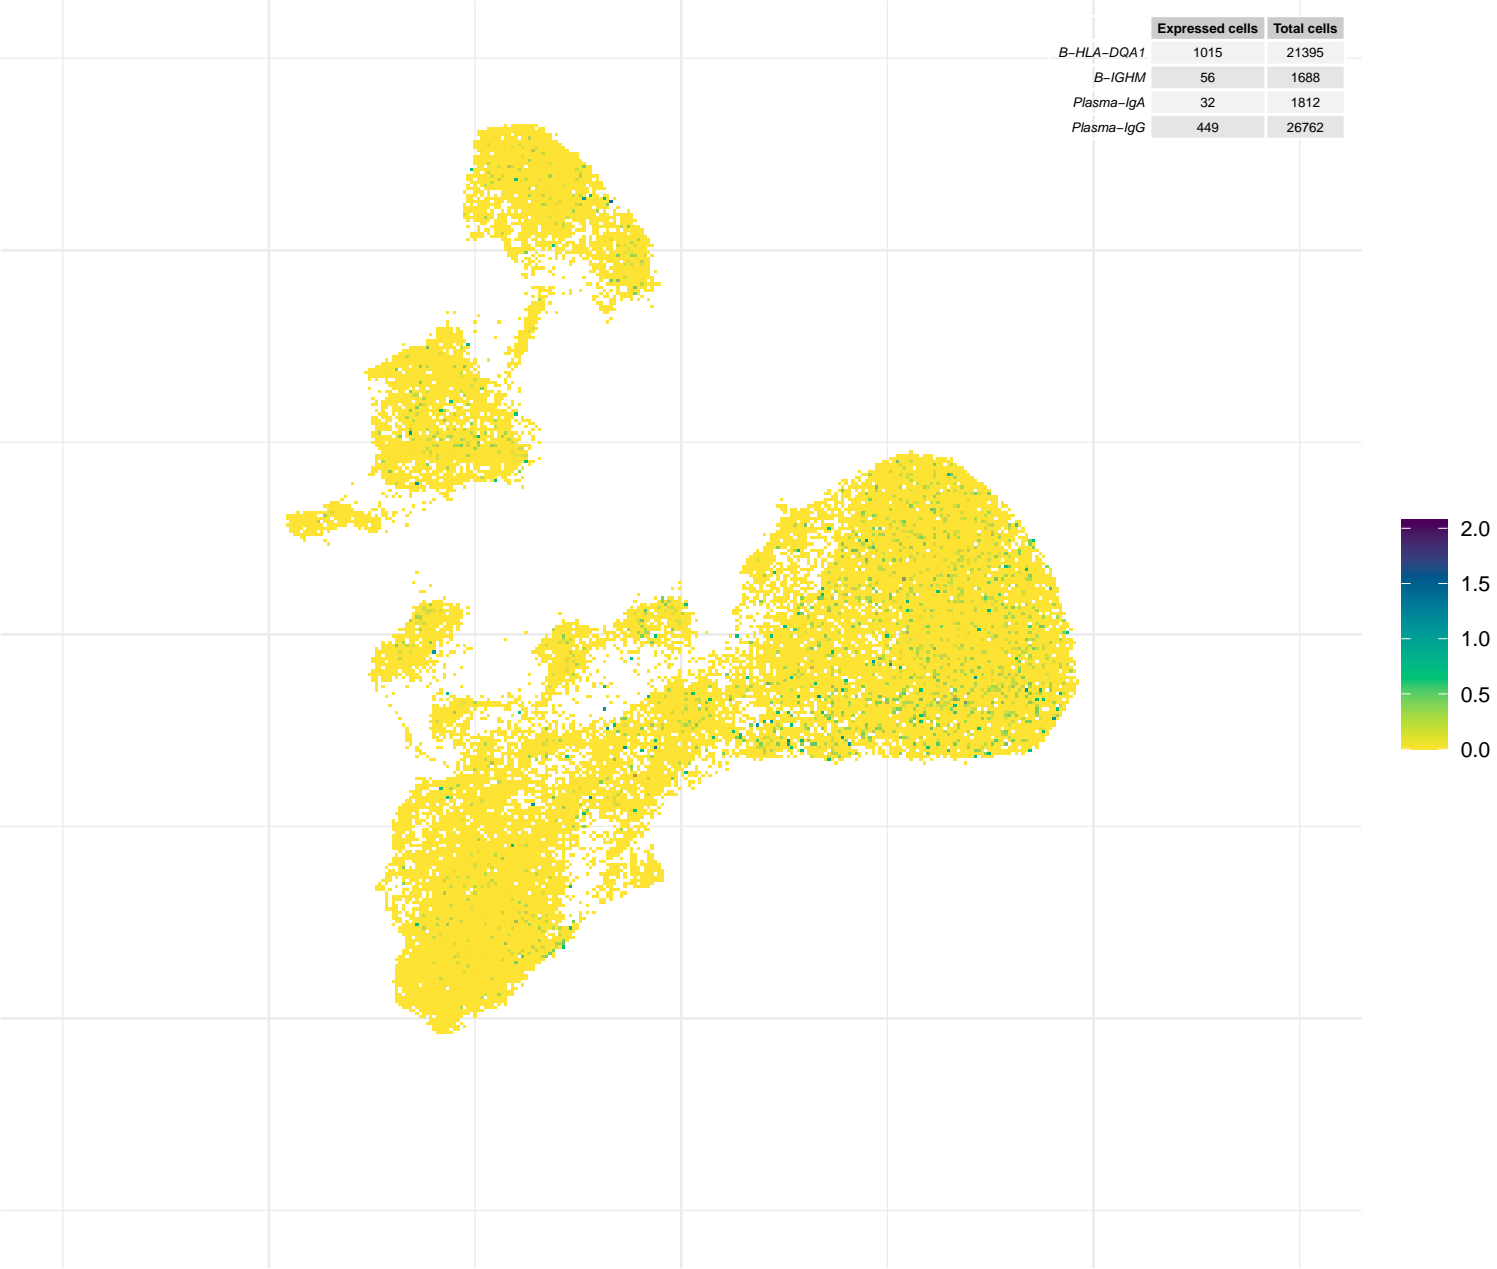 Expressed cells Total cells
B−HLA−DQA1 1015 21395
B−IGHM 56 1688
Plasma−IgA 32 1812
Plasma−IgG 449 26762
2.0
1.5
1.0
0.5
0.0